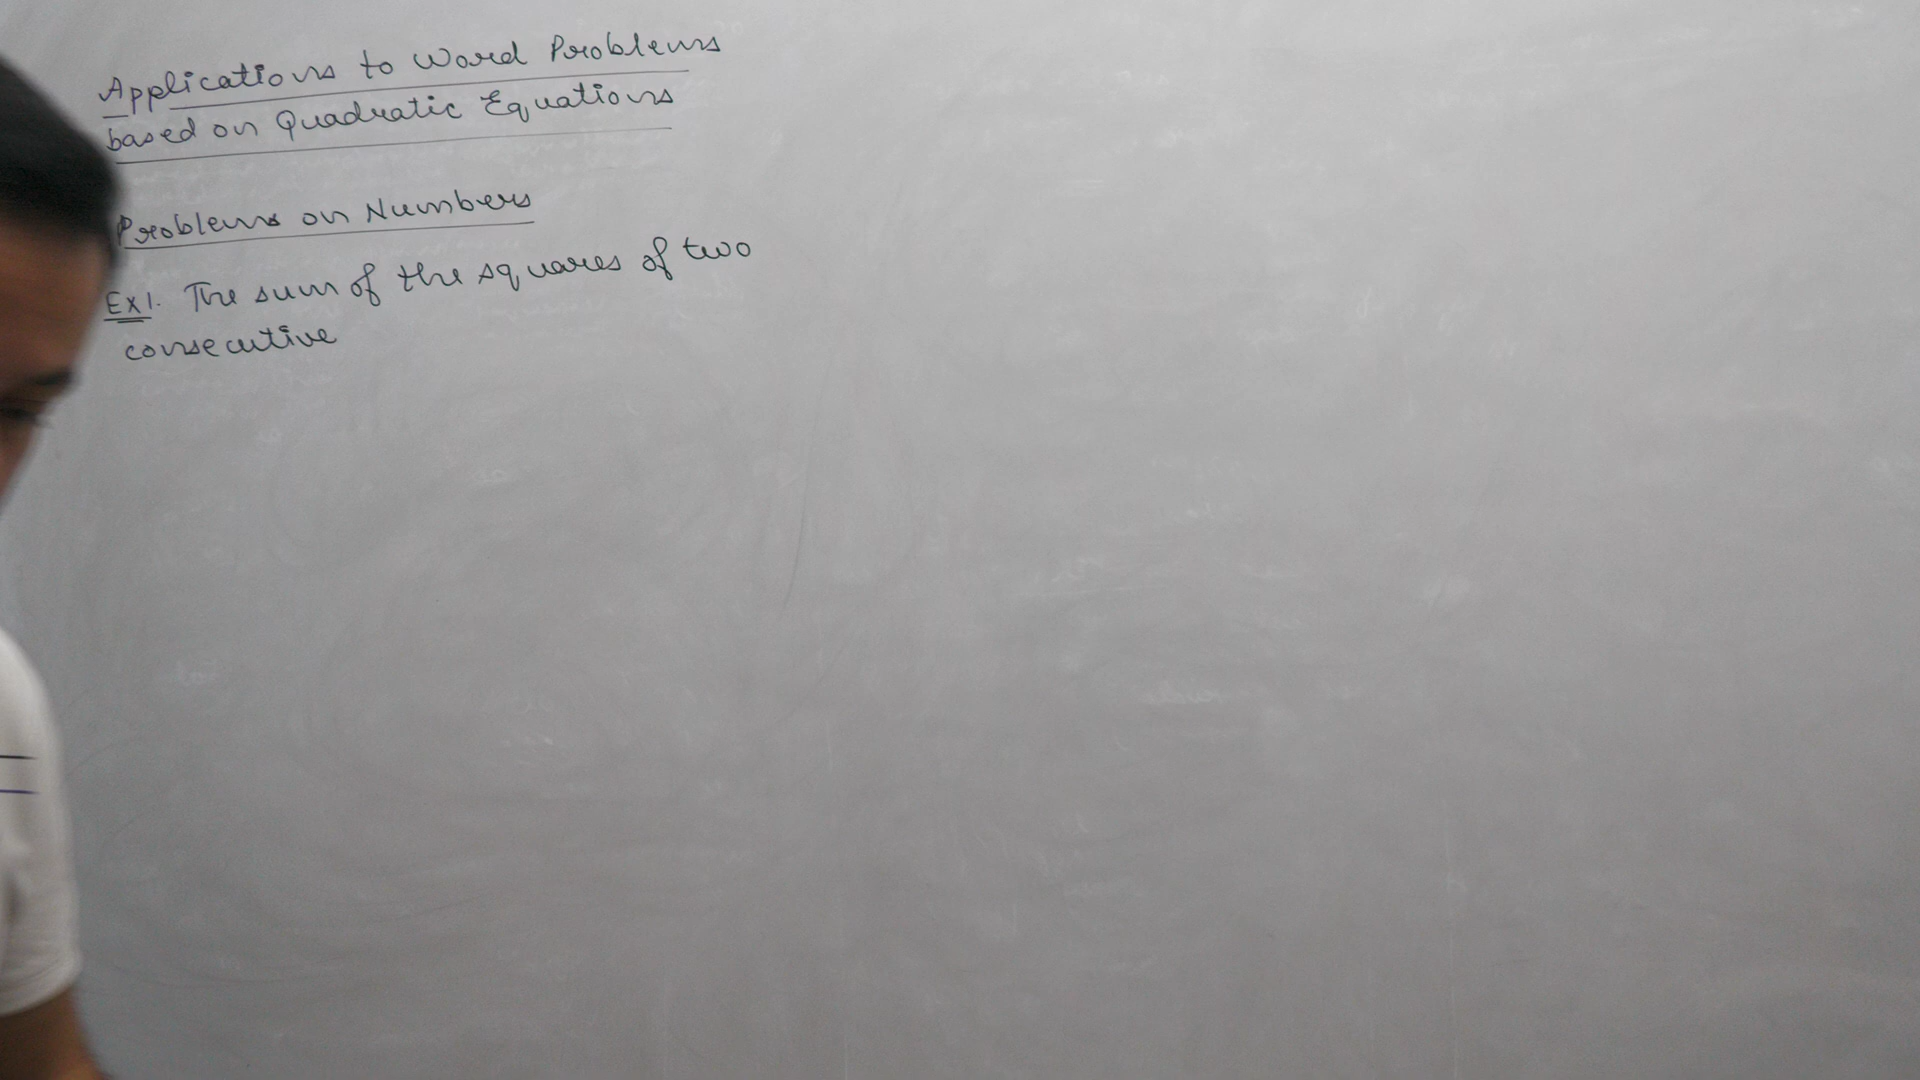 Applications to Word Problems
based on Quadratic Equations
Problems on Numbers
Ex1. The sum of the squares of two
consecutive